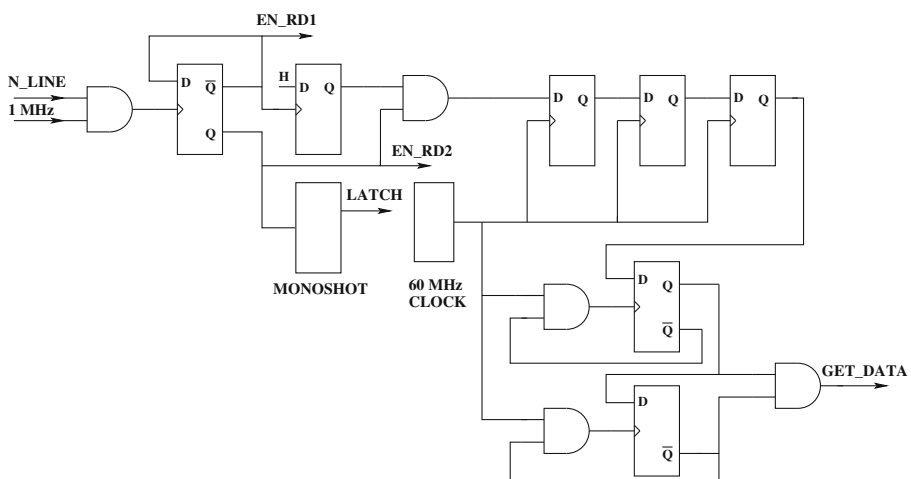 EN_RD1
N_LINE
1 MHz
D
Q̅
Q
H
D
Q
D
Q
D
Q
D
Q
EN_RD2
LATCH
MONOSHOT
60 MHz
CLOCK
D
Q
Q̅
GET_DATA
D
Q̅